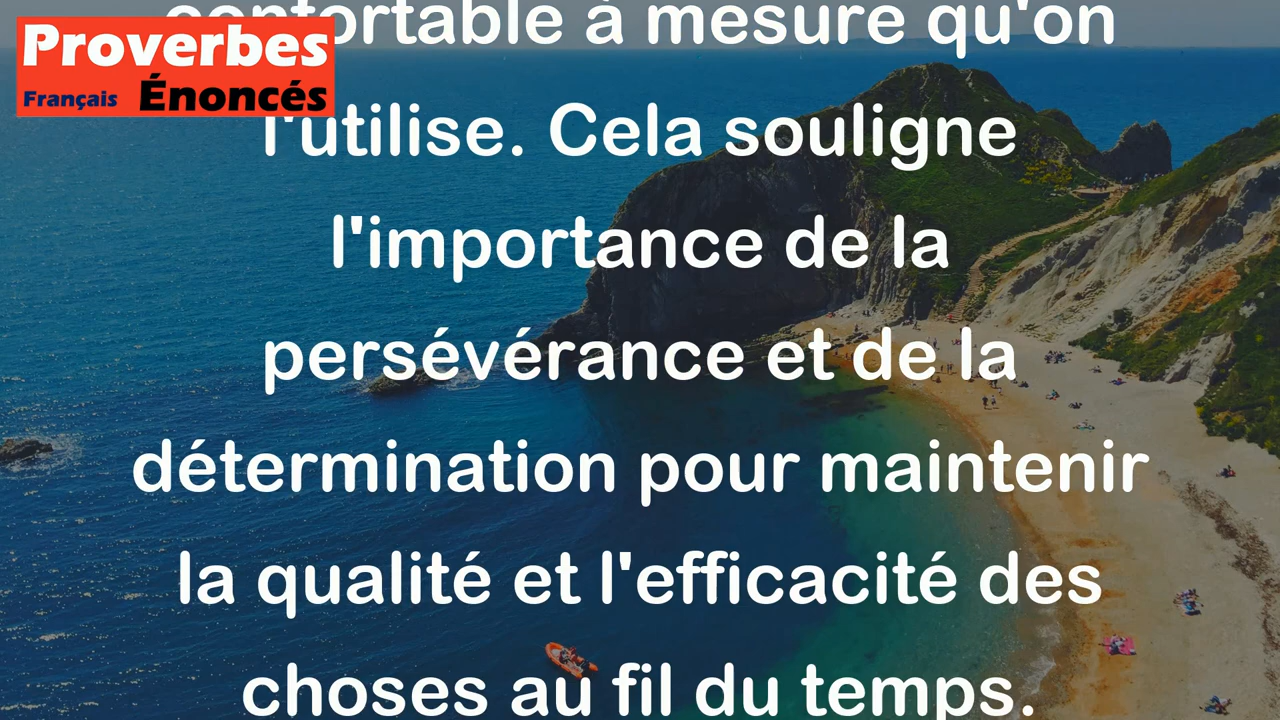 Proverbes
Français Énoncés
confortable à mesure qu'on
l'utilise. Cela souligne
l'importance de la
persévérance et de la
détermination pour maintenir
la qualité et l'efficacité des
choses au fil du temps.